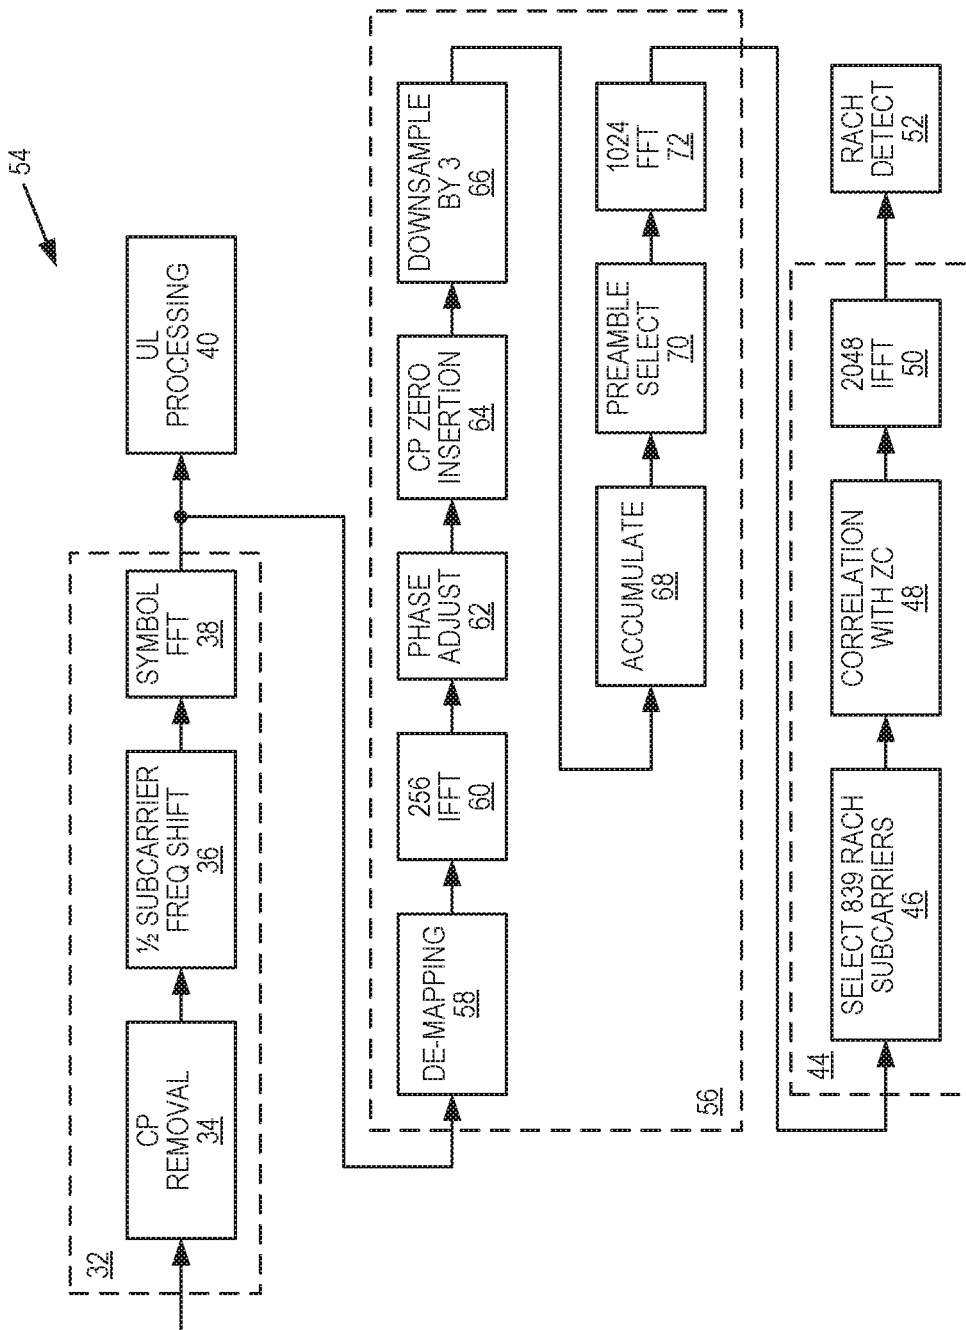 54
32
CP
REMOVAL
34
½ SUBCARRIER
FREQ SHIFT
36
SYMBOL
FFT
38
UL
PROCESSING
40
DE-MAPPING
58
256
IFFT
60
PHASE
ADJUST
62
CP ZERO
INSERTION
64
DOWNSAMPLE
BY 3
66
ACCUMULATE
68
PREAMBLE
SELECT
70
1024
FFT
72
56
44
SELECT 839 RACH
SUBCARRIERS
46
CORRELATION
WITH ZC
48
2048
IFFT
50
RACH
DETECT
52